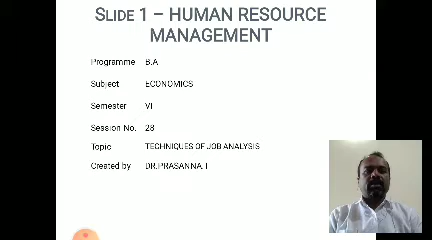 SLIDE 1 – HUMAN RESOURCE
MANAGEMENT
Programme B.A
Subject ECONOMICS
Semester VI
Session No. 28
Topic TECHNIQUES OF JOB ANALYSIS
Created by DR.PRASANNA.T